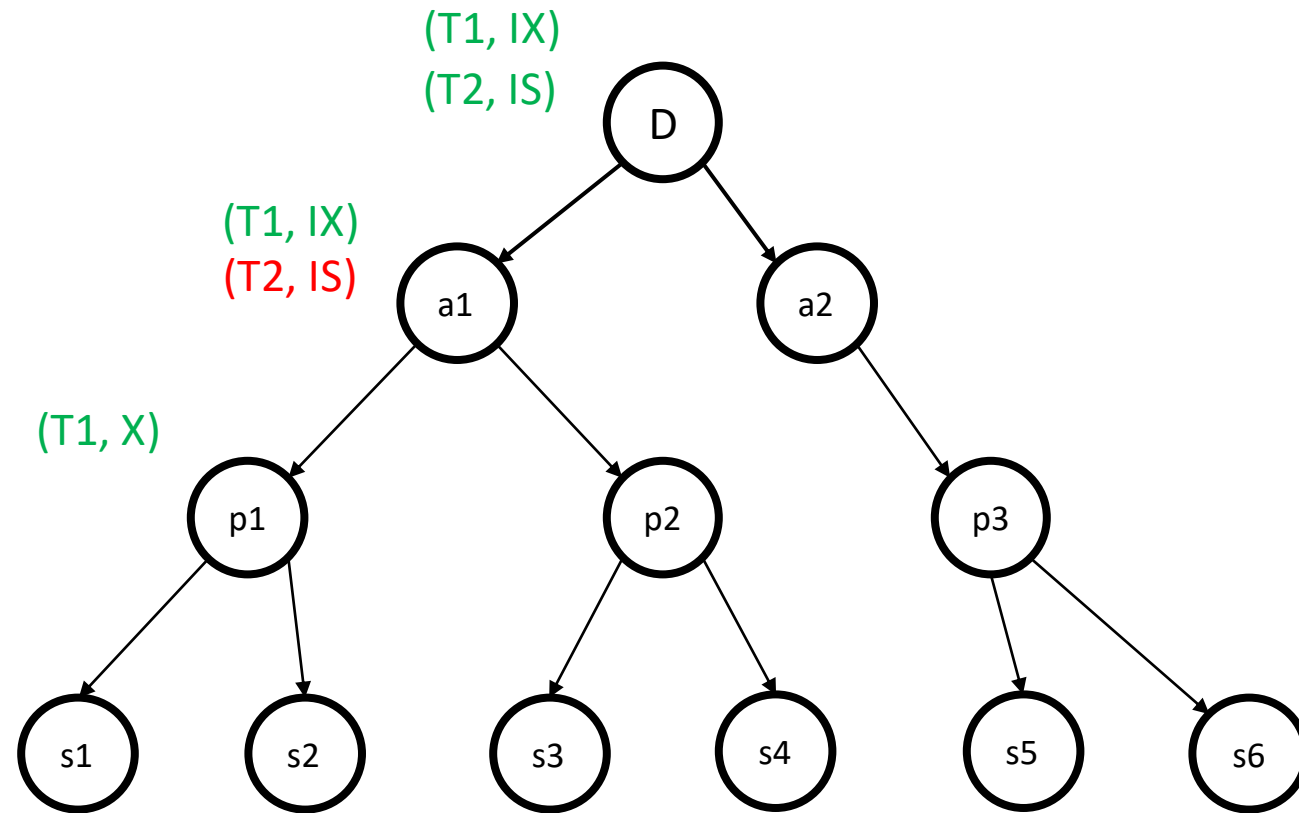 (T1, IX)
(T2, IS)
D
(T1, IX)
(T2, IS)
a1
a2
(T1, X)
p1
p2
p3
s1
s2
s3
s4
s5
s6